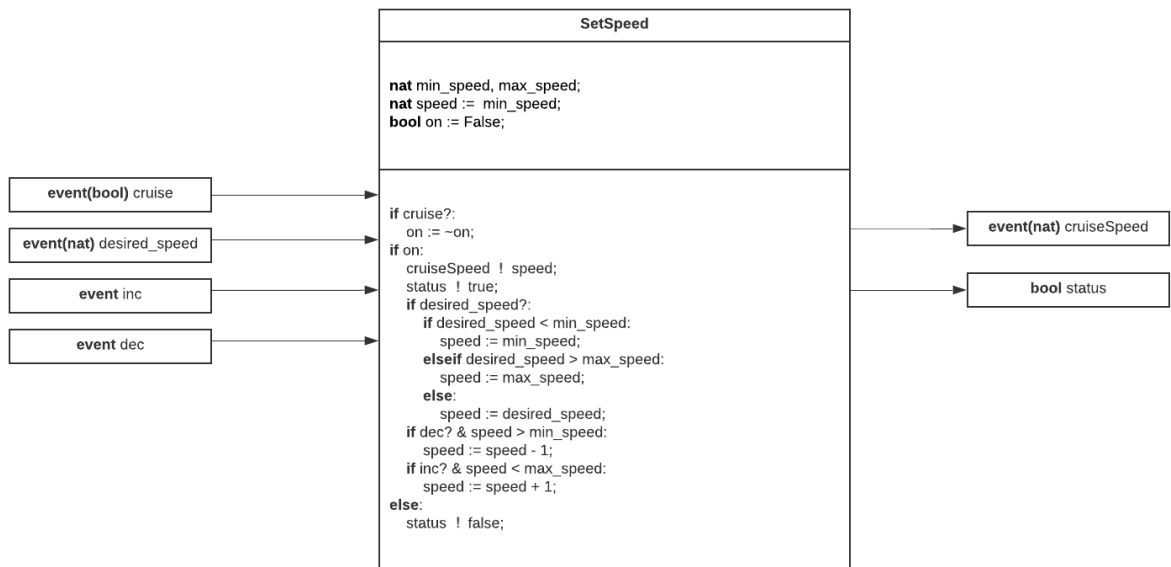 SetSpeed
nat min_speed, max_speed;
nat speed := min_speed;
bool on := False;
event(bool) cruise
event(nat) desired_speed
event inc
event dec
if cruise?:
on := ~on;
if on:
cruiseSpeed ! speed;
status ! true;
if desired_speed?:
if desired_speed < min_speed:
speed := min_speed;
elseif desired_speed > max_speed:
speed := max_speed;
else:
speed := desired_speed;
if dec? & speed > min_speed:
speed := speed - 1;
if inc? & speed < max_speed:
speed := speed + 1;
else:
status ! false;
event(nat) cruiseSpeed
bool status